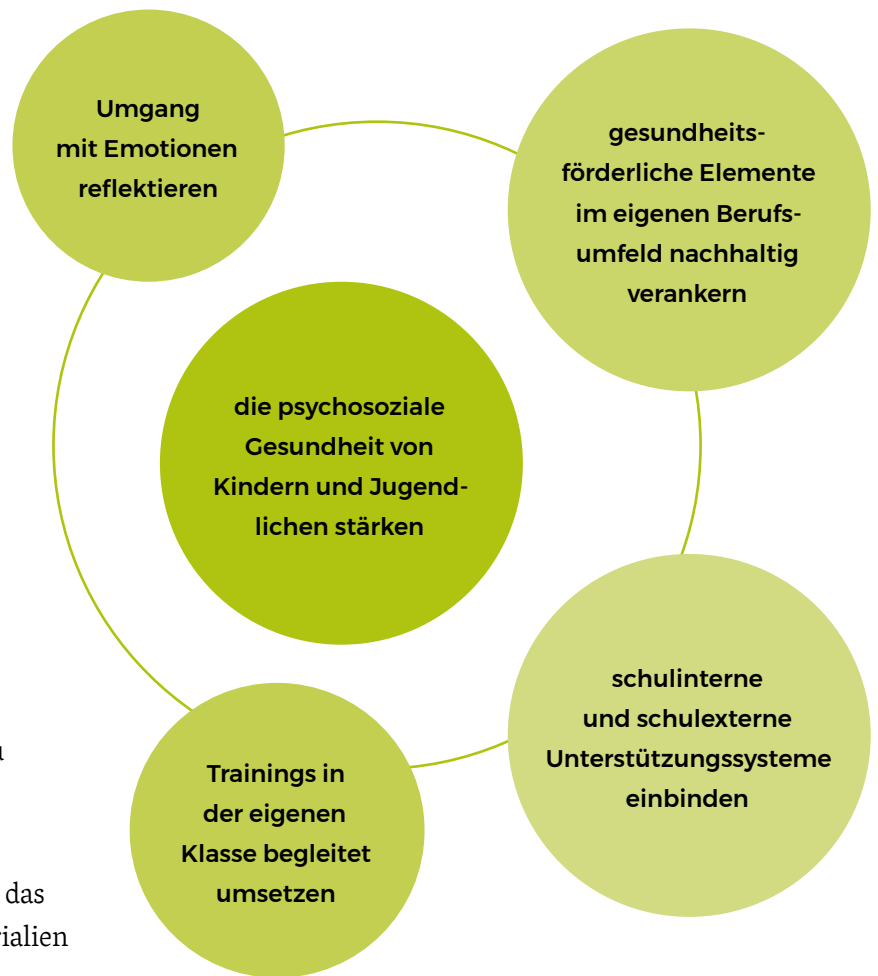 Umgang
mit Emotionen
reflektieren
gesundheits-
förderliche Elemente
im eigenen Berufs-
umfeld nachhaltig
verankern
die psychosoziale
Gesundheit von
Kindern und Jugend-
lichen stärken
schulinterne
und schulexterne
Unterstützungssysteme
einbinden
Trainings in
der eigenen
Klasse begleitet
umsetzen
das
rialien